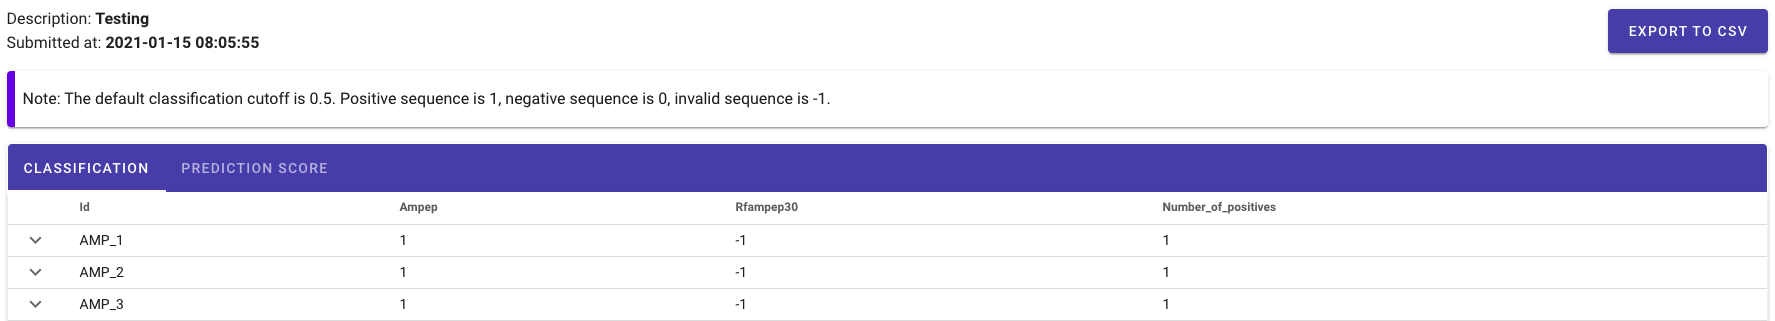 Description: Testing
Submitted at: 2021-01-15 08:05:55
EXPORT TO CSV
Note: The default classification cutoff is 0.5. Positive sequence is 1, negative sequence is 0, invalid sequence is -1.
CLASSIFICATION PREDICTION SCORE
Id Ampep Rfampep30 Number_of_positives
AMP_1 1 -1 1
AMP_2 1 -1 1
AMP_3 1 -1 1